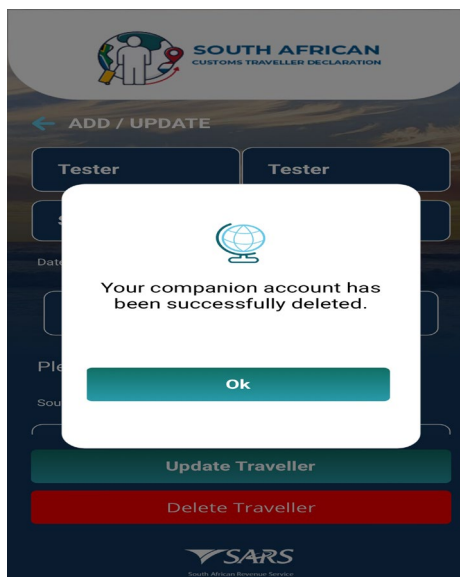 SOUTH AFRICAN
CUSTOMS TRAVELLER DECLARATION
ADD / UPDATE
Tester Tester
Your companion account has
been successfully deleted.
Ok
Update Traveller
Delete Traveller
SARS
South African Revenue Service